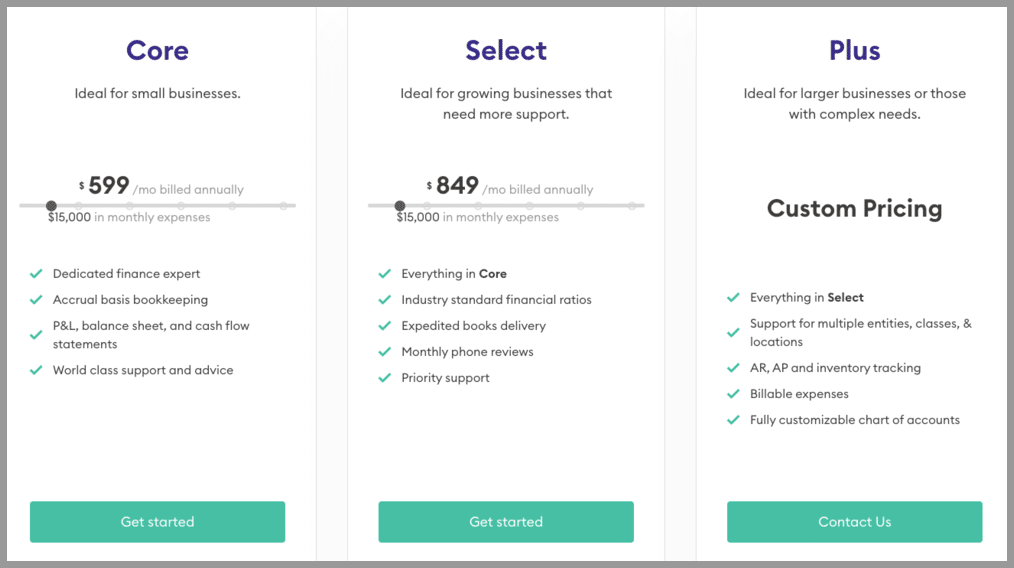 Core
Ideal for small businesses.
$ 599 /mo billed annually
$15,000 in monthly expenses
Dedicated finance expert
Accrual basis bookkeeping
P&L, balance sheet, and cash flow
statements
World class support and advice
Get started
Select
Ideal for growing businesses that
need more support.
$ 849 /mo billed annually
$15,000 in monthly expenses
Everything in Core
Industry standard financial ratios
Expedited books delivery
Monthly phone reviews
Priority support
Get started
Plus
Ideal for larger businesses or those
with complex needs.
Custom Pricing
Everything in Select
Support for multiple entities, classes, &
locations
AR, AP and inventory tracking
Billable expenses
Fully customizable chart of accounts
Contact Us